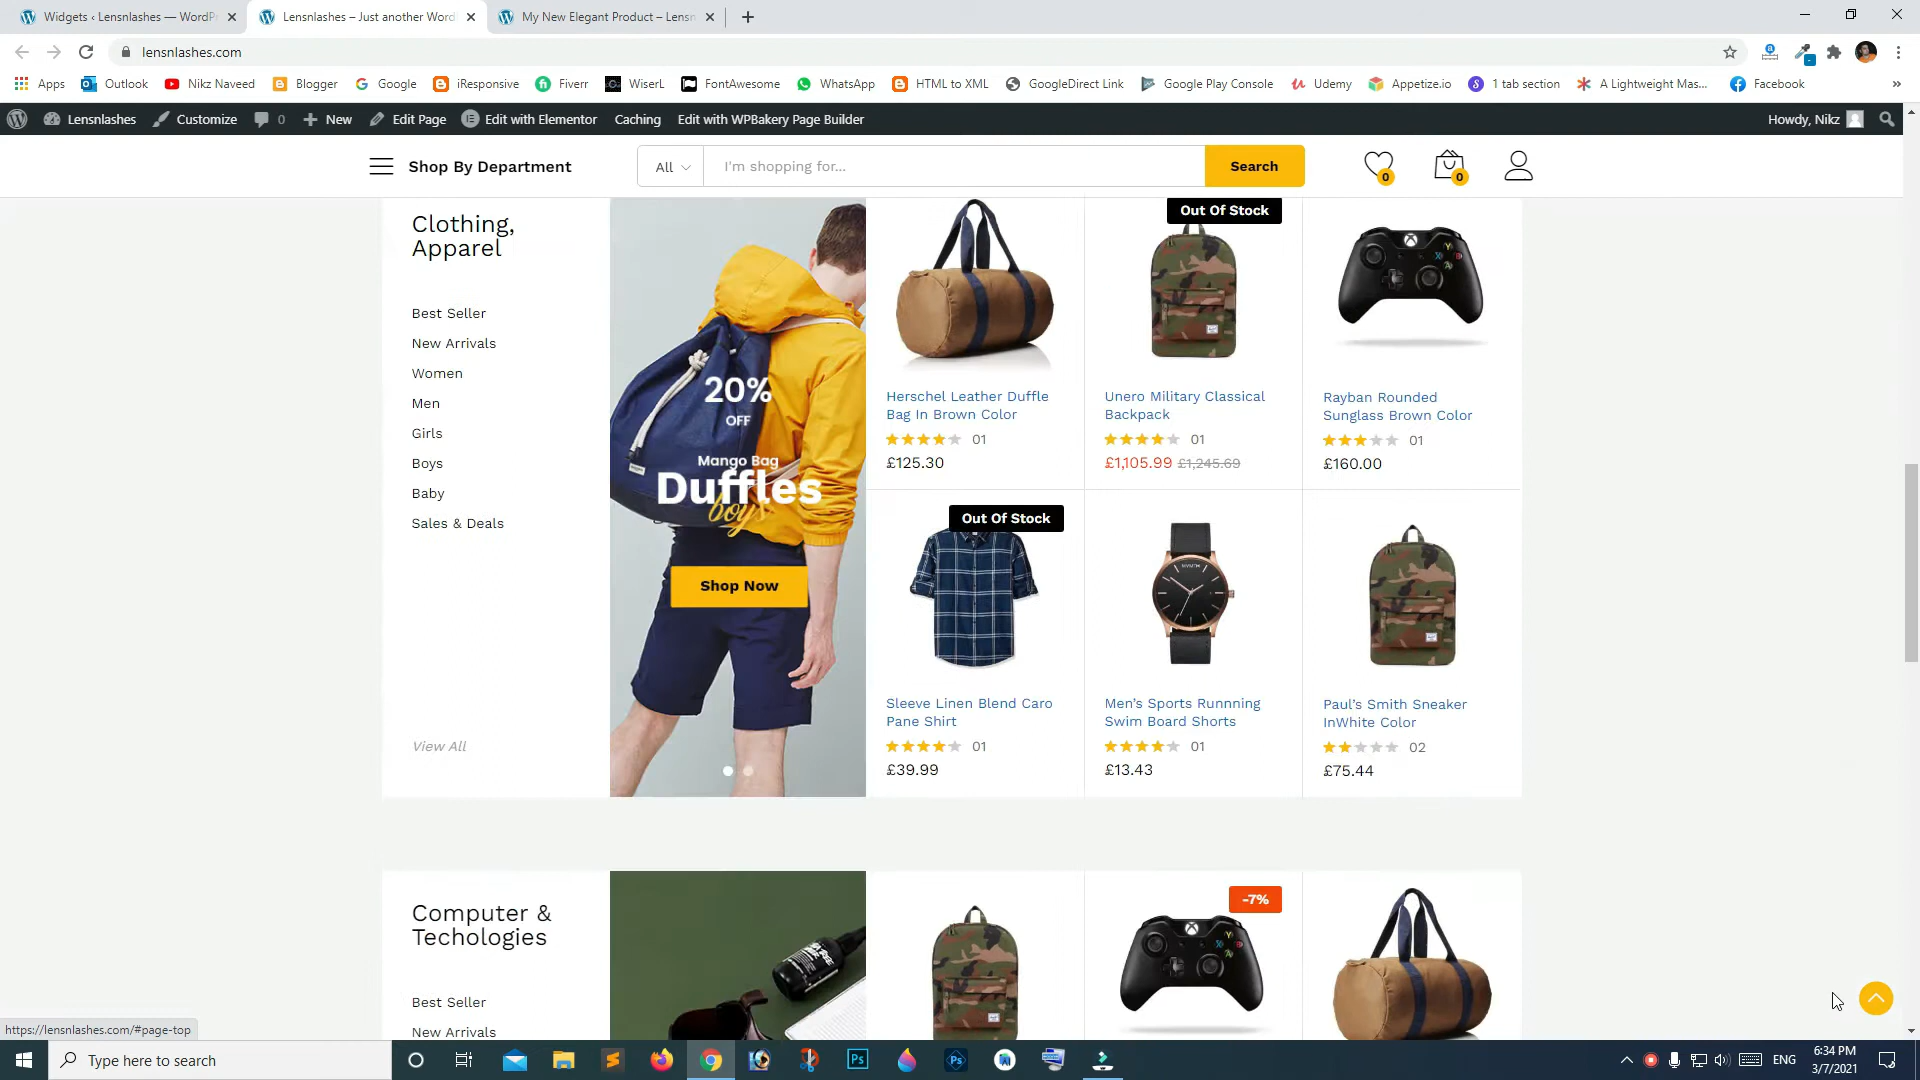 Widgets ‹ Lensnlashes — WordP
Lensnlashes – Just another Word
My New Elegant Product – Lensn
lensnlashes.com
Apps
Outlook
Nikz Naveed
Blogger
Google
iResponsive
Fiverr
WiserL
FontAwesome
WhatsApp
HTML to XML
GoogleDirect Link
Google Play Console
Udemy
Appetize.io
1 tab section
A Lightweight Mas...
Facebook
»
Lensnlashes
Customize
0
New
Edit Page
Edit with Elementor
Caching
Edit with WPBakery Page Builder
Howdy, Nikz
Shop By Department
All
I'm shopping for...
Search
0
0
Clothing,
Apparel
Best Seller
New Arrivals
Women
Men
Girls
Boys
Baby
Sales & Deals
View All
20%
OFF
Mango Bag
Duffles
boys
Shop Now
Herschel Leather Duffle
Bag In Brown Color
01
£125.30
Out Of Stock
Unero Military Classical
Backpack
01
£1,105.99 £1,245.69
Rayban Rounded
Sunglass Brown Color
01
£160.00
Out Of Stock
Sleeve Linen Blend Caro
Pane Shirt
01
£39.99
Men's Sports Runnning
Swim Board Shorts
01
£13.43
Paul's Smith Sneaker
InWhite Color
02
£75.44
Computer &
Techologies
Best Seller
New Arrivals
-7%
https://lensnlashes.com/#page-top
Type here to search
Ps
Ps
ENG
6:34 PM
3/7/2021